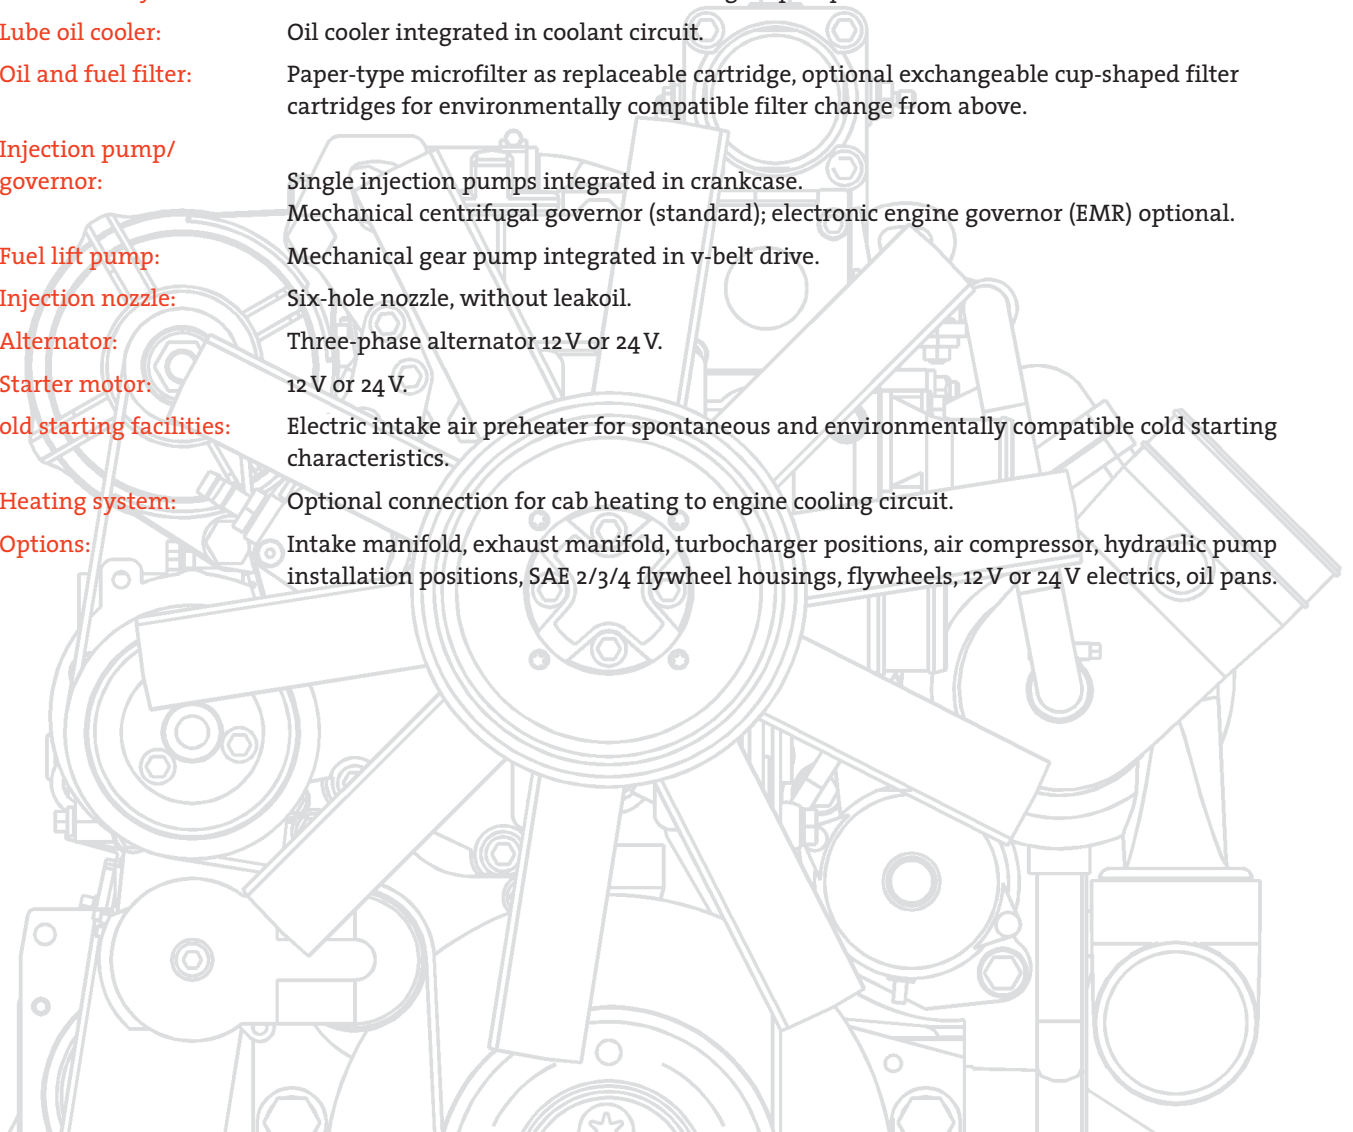 Lube oil cooler: Oil cooler integrated in coolant circuit.
Oil and fuel filter: Paper-type microfilter as replaceable cartridge, optional exchangeable cup-shaped filter
cartridges for environmentally compatible filter change from above.
Injection pump/
governor: Single injection pumps integrated in crankcase.
Mechanical centrifugal governor (standard); electronic engine governor (EMR) optional.
Fuel lift pump: Mechanical gear pump integrated in v-belt drive.
Injection nozzle: Six-hole nozzle, without leakoil.
Alternator: Three-phase alternator 12 V or 24 V.
Starter motor: 12 V or 24 V.
old starting facilities: Electric intake air preheater for spontaneous and environmentally compatible cold starting
characteristics.
Heating system: Optional connection for cab heating to engine cooling circuit.
Options: Intake manifold, exhaust manifold, turbocharger positions, air compressor, hydraulic pump
installation positions, SAE 2/3/4 flywheel housings, flywheels, 12 V or 24 V electrics, oil pans.